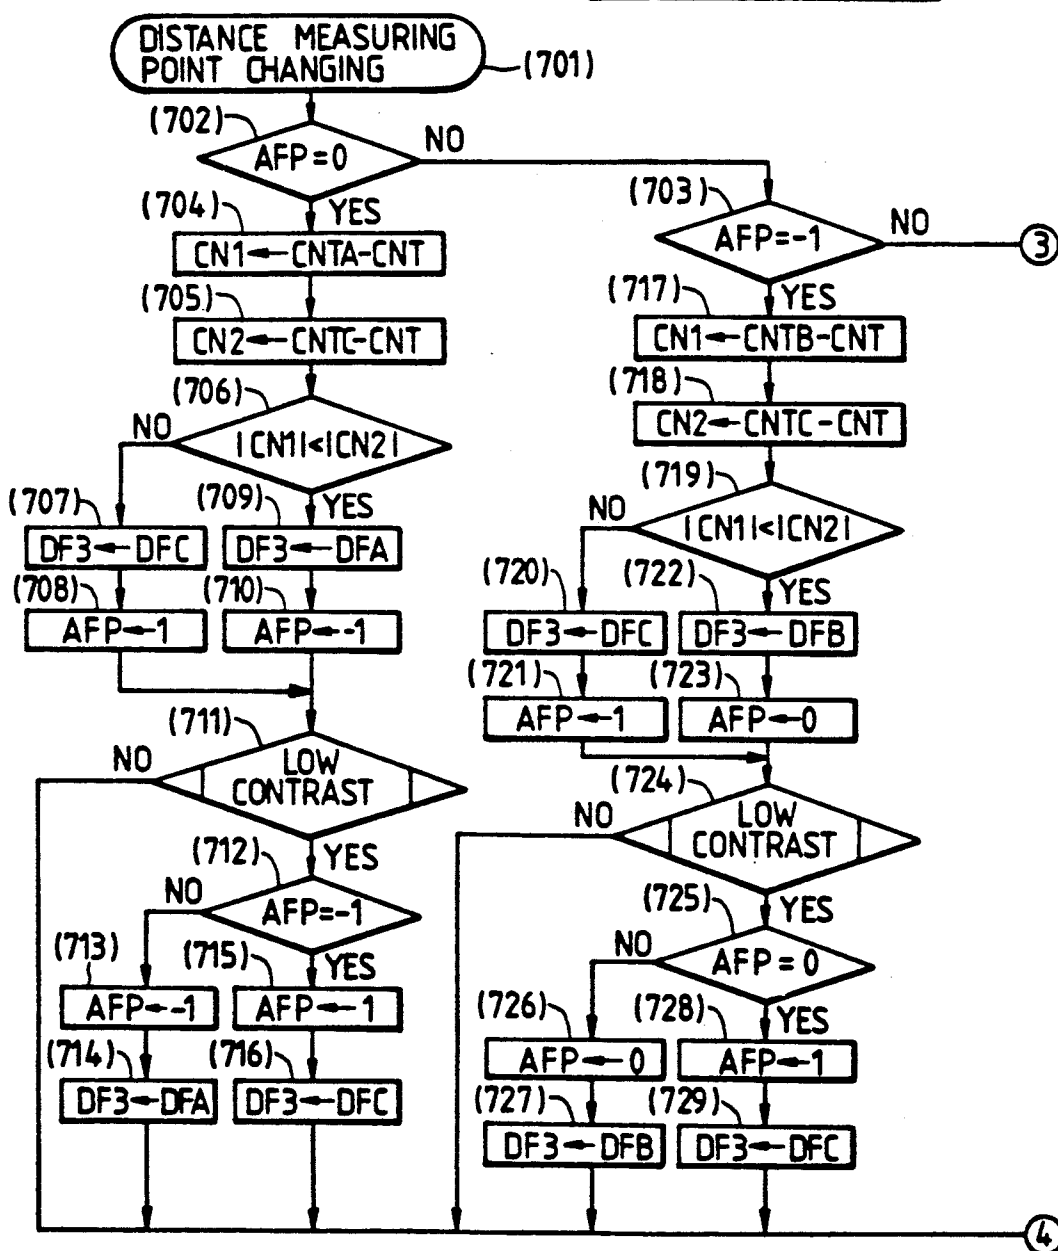 DISTANCE MEASURING
POINT CHANGING
(701)
(702)
AFP=0
NO
YES
(703)
AFP=-1
NO
3
YES
(704)
CN1←CNTA-CNT
(705)
CN2←CNTC-CNT
(706)
|CN1|<|CN2|
NO
YES
(707)
DF3←DFC
(709)
DF3←DFA
(708)
AFP←1
(710)
AFP←-1
(711)
LOW
CONTRAST
NO
YES
(712)
AFP=-1
NO
YES
(713)
AFP←-1
(715)
AFP←1
(714)
DF3←DFA
(716)
DF3←DFC
(717)
CN1←CNTB-CNT
(718)
CN2←CNTC-CNT
(719)
|CN1|<|CN2|
NO
YES
(720)
DF3←DFC
(722)
DF3←DFB
(721)
AFP←1
(723)
AFP←0
(724)
LOW
CONTRAST
NO
YES
(725)
AFP=0
NO
YES
(726)
AFP←0
(728)
AFP←1
(727)
DF3←DFB
(729)
DF3←DFC
4